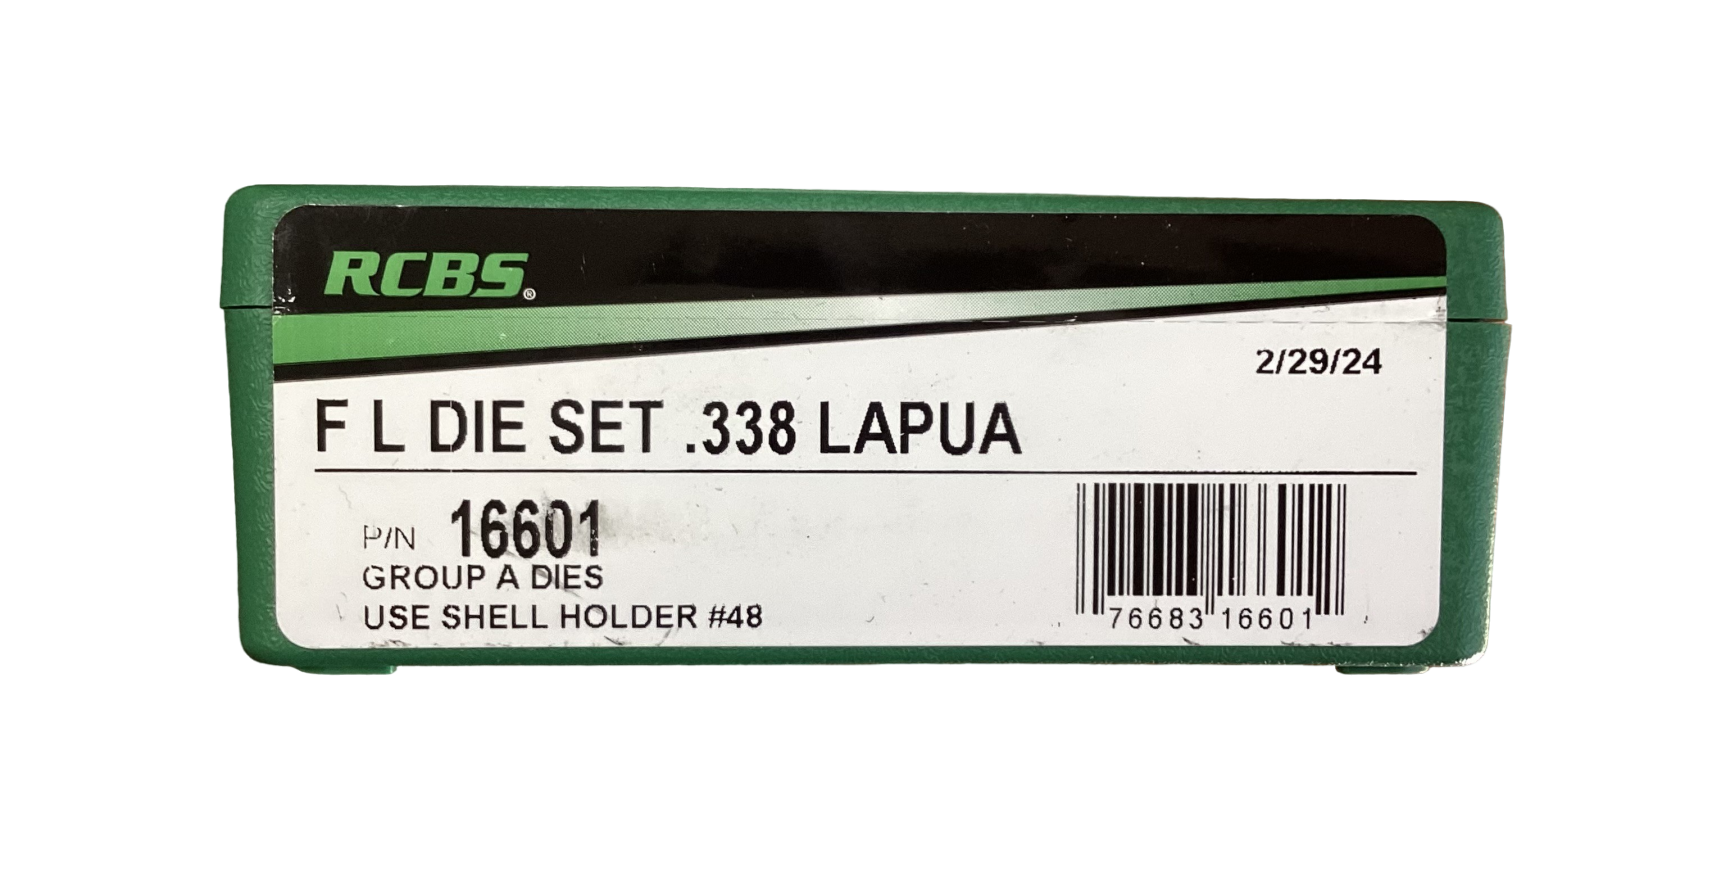 RCBS®
2/29/24
F L DIE SET .338 LAPUA
P/N 16601
GROUP A DIES
USE SHELL HOLDER #48
76683 16601